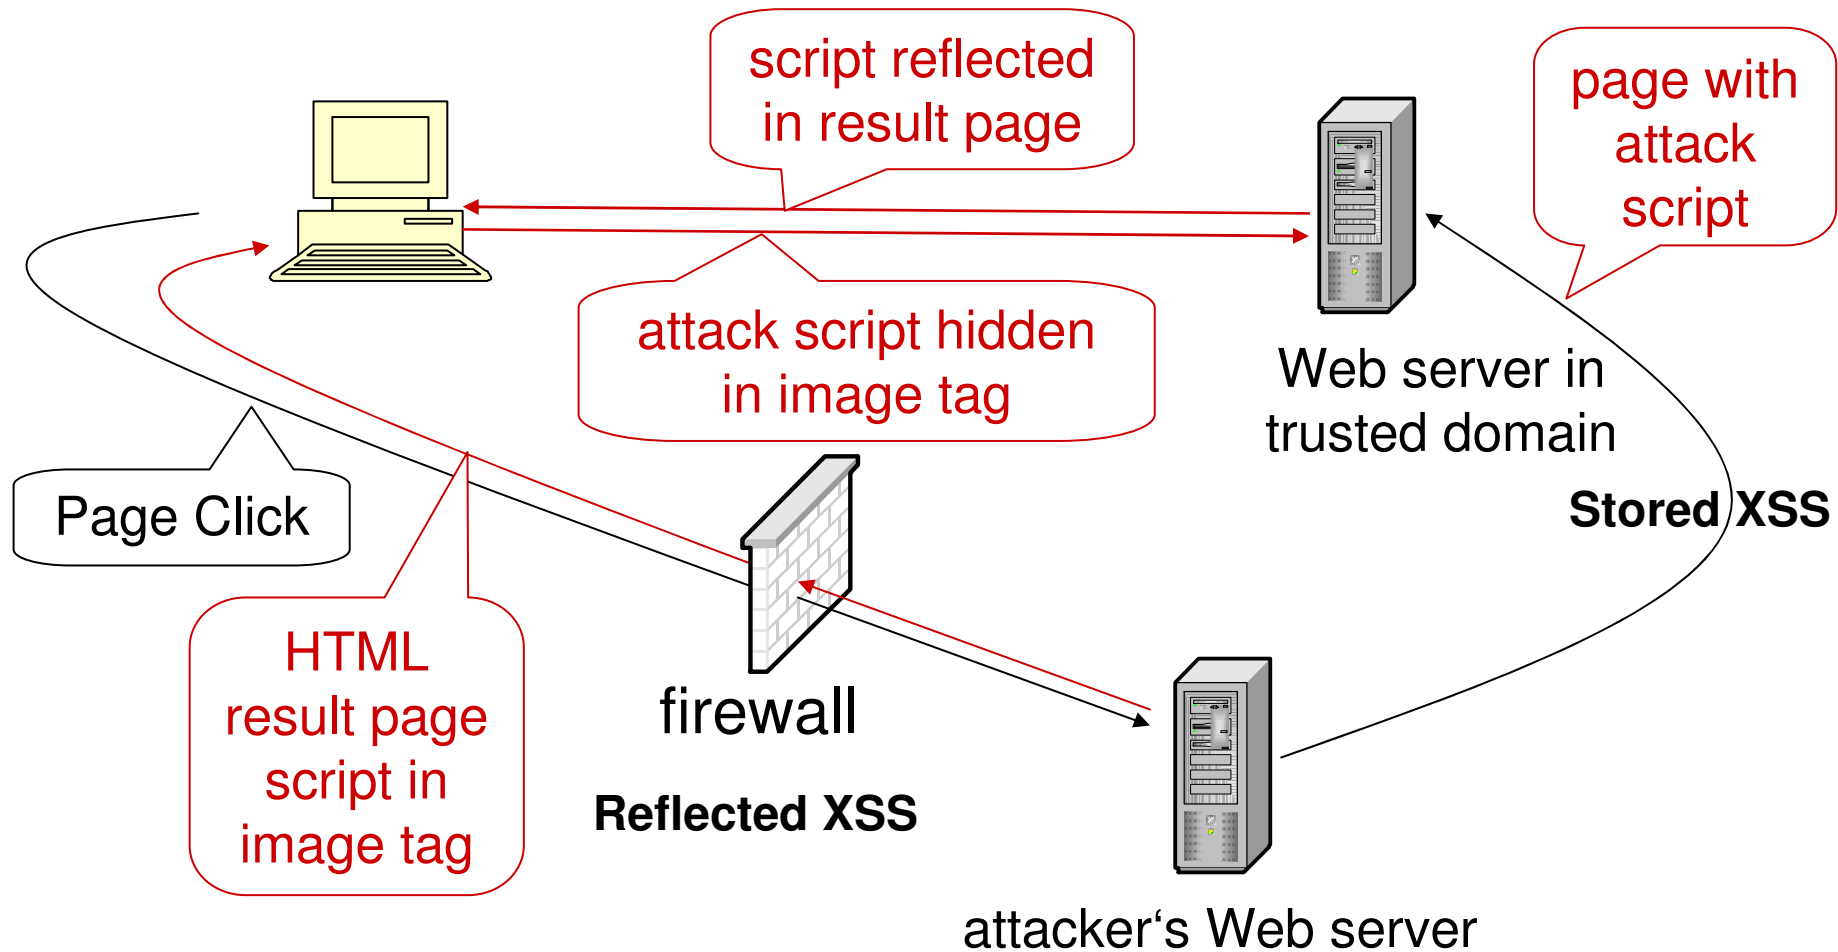 script reflected
in result page
page with
attack
script
attack script hidden
in image tag
Web server in
trusted domain
Page Click
Stored XSS
HTML
result page
script in
image tag
firewall
Reflected XSS
attacker‘s Web server